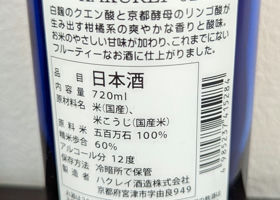 白麹のクエン酸と京都酵母のリンゴ酸が
生み出す柑橘系の爽やかな香りと酸味。
お米のやさしい甘味が加わり、これまでにない
フルーティーなお酒に仕上がりました。
品目 日本酒
内容量 720ml
原材料名 米(国産)、
米こうじ(国産米)
原料米 五百万石 100%
精米歩合 60%
アルコール分 12度
保存方法 冷暗所で保管
製造者 ハクレイ酒造株式会社
京都府宮津市字由良949
4985237415284